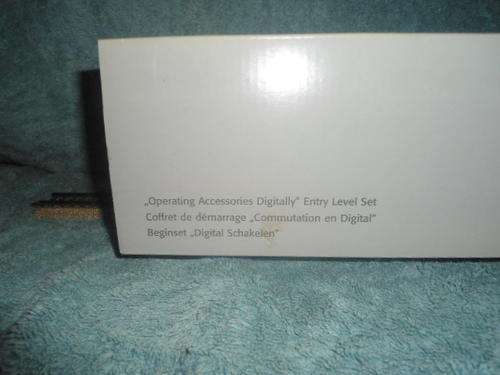 „Operating Accessories Digitally” Entry Level Set
Coffret de démarrage „Commutation en Digital”
Beginset „Digital Schakelen”